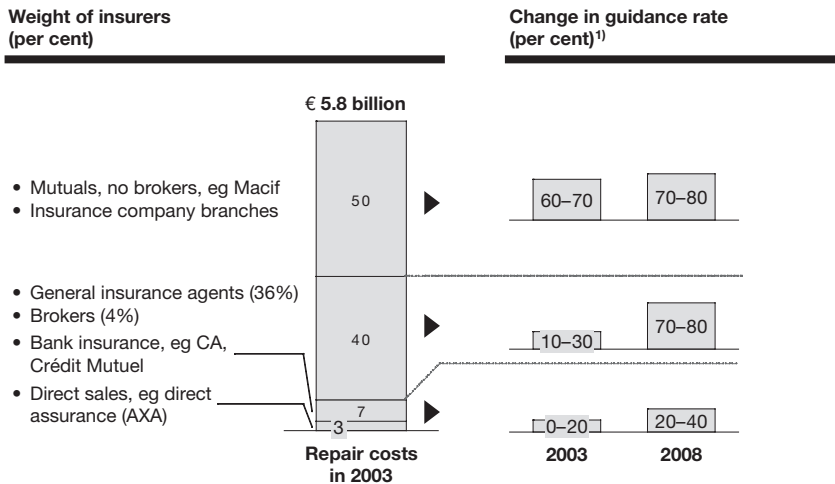 Weight of insurers
(per cent)
Change in guidance rate
(per cent)1)
€ 5.8 billion
• Mutuals, no brokers, eg Macif
• Insurance company branches
50
60–70
70–80
• General insurance agents (36%)
• Brokers (4%)
• Bank insurance, eg CA,
Crédit Mutuel
• Direct sales, eg direct
assurance (AXA)
40
10–30
70–80
7
3
0–20
20–40
Repair costs
in 2003
2003
2008